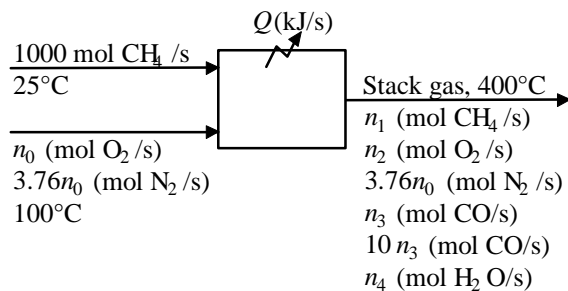 Q(kJ/s)
1000 mol CH4 /s
25°C
n0 (mol O2 /s)
3.76n0 (mol N2 /s)
100°C
Stack gas, 400°C
n1 (mol CH4 /s)
n2 (mol O2 /s)
3.76n0 (mol N2 /s)
n3 (mol CO/s)
10 n3 (mol CO/s)
n4 (mol H2 O/s)